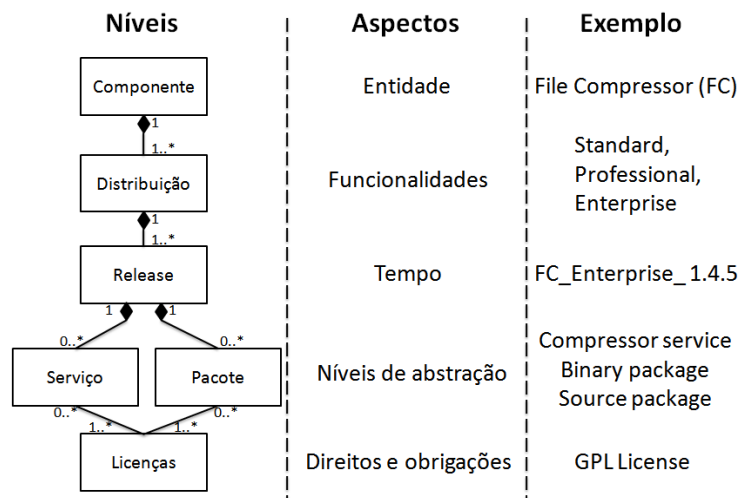 Níveis
Aspectos
Exemplo
Componente
Entidade
File Compressor (FC)
1
1..*
Distribuição
Funcionalidades
Standard,
Professional,
Enterprise
1
1..*
Release
Tempo
FC_Enterprise_ 1.4.5
1
1
0..*
0..*
Serviço
Pacote
Níveis de abstração
Compressor service
Binary package
Source package
0..*
0..*
1..*
1..*
Licenças
Direitos e obrigações
GPL License